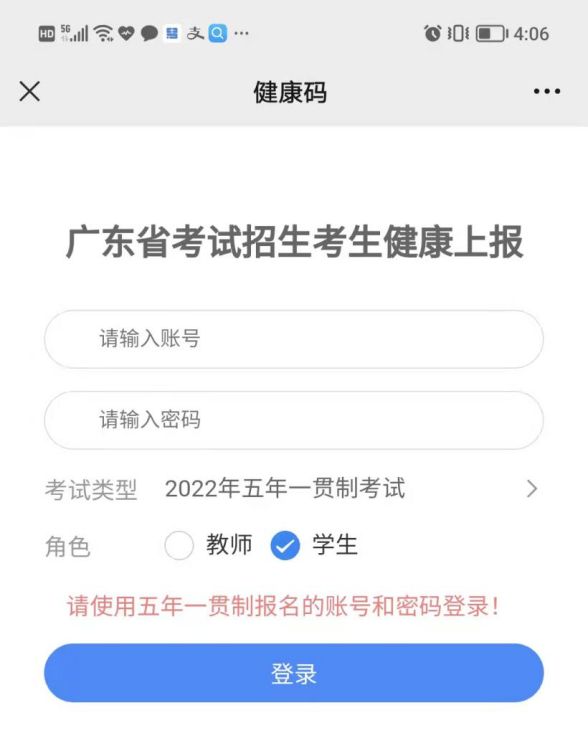 HD 5G 4:06
健康码
广东省考试招生考生健康上报
请输入账号
请输入密码
考试类型 2022年五年一贯制考试
角色 教师 学生
请使用五年一贯制报名的账号和密码登录!
登录